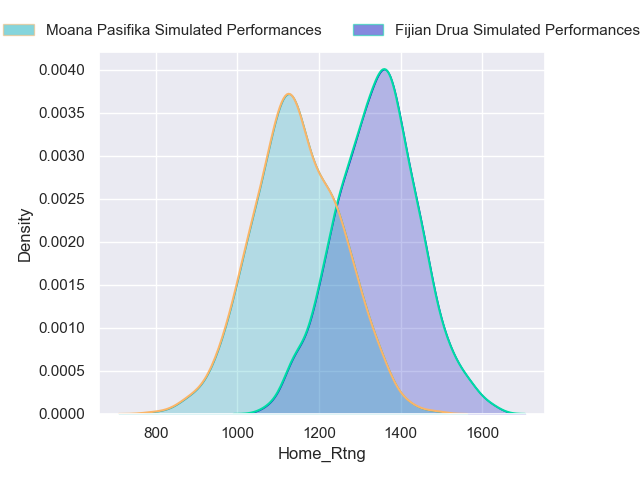 Moana Pasifika Simulated Performances
Fijian Drua Simulated Performances
0.0040
0.0035
0.0030
0.0025
0.0020
0.0015
0.0010
0.0005
0.0000
Density
800 1000 1200 1400 1600
Home_Rtng